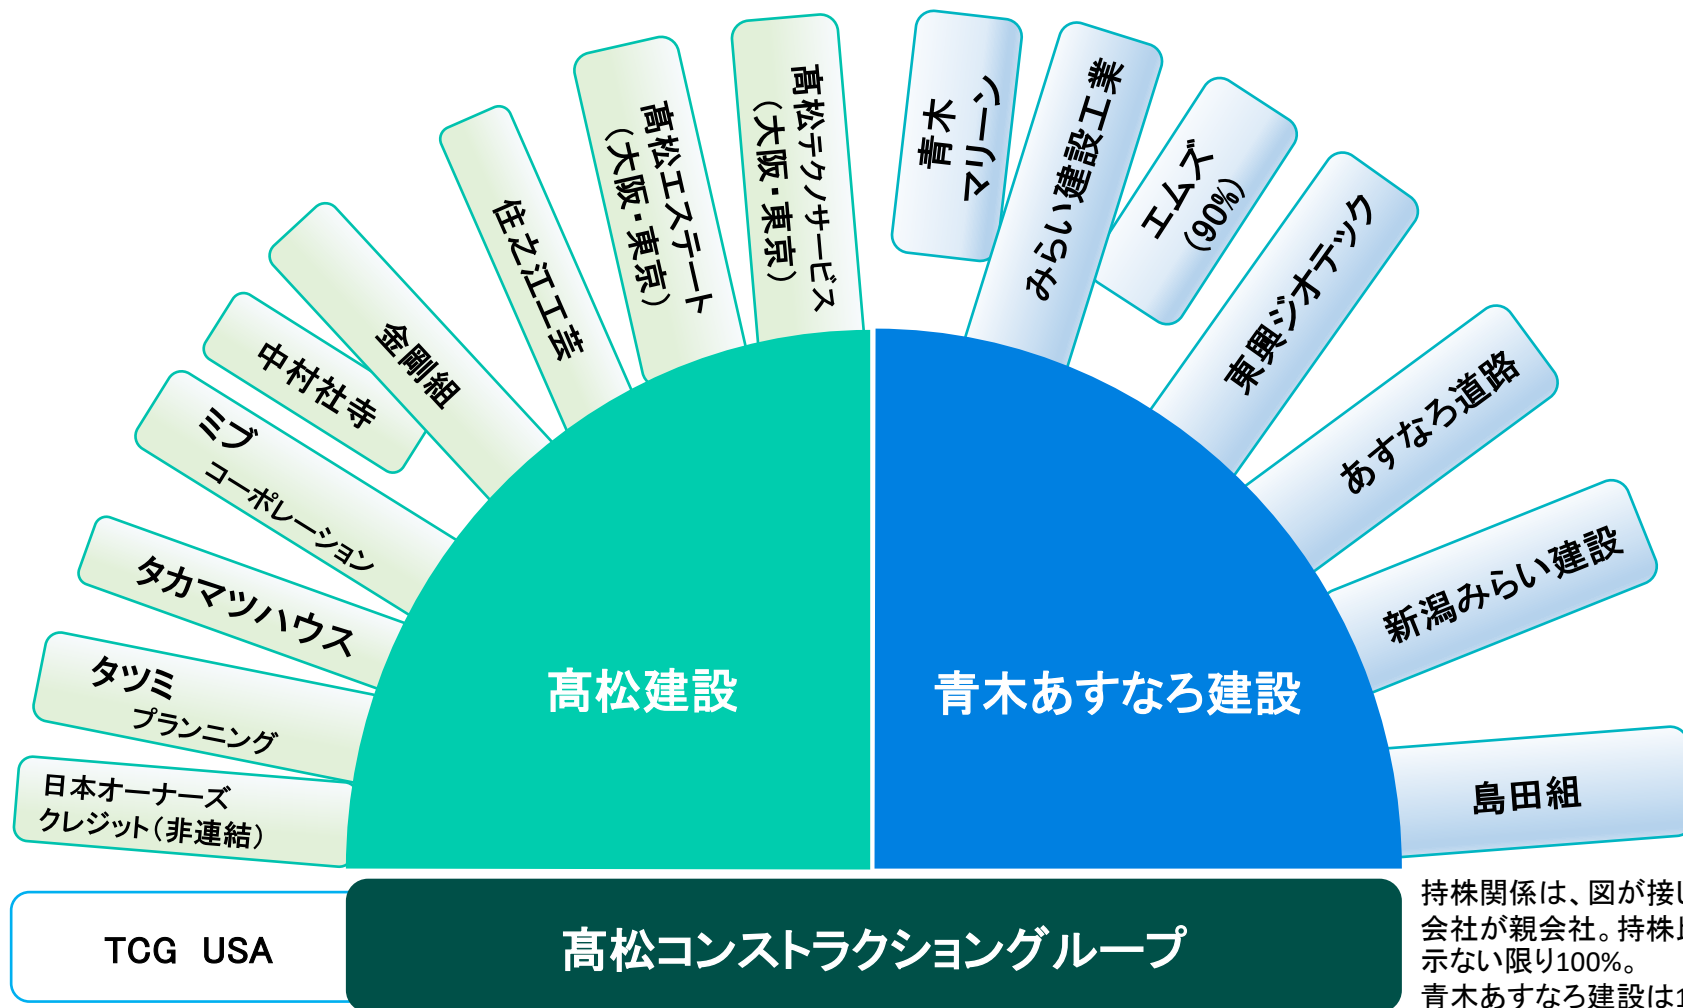 日本オーナーズ
クレジット(非連結)
タツミ
プランニング
タカマツハウス
ミブ
コーポレーション
中村社寺
金剛組
住之江工芸
髙松エステート
(大阪・東京)
髙松テクノサービス
(大阪・東京)
青木
マリーン
みらい建設工業
エムズ
(90%)
東興ジオテック
あすなろ道路
新潟みらい建設
島田組
髙松建設
青木あすなろ建設
TCG USA
髙松コンストラクショングループ
持株関係は、図が接し
会社が親会社。持株比
示ない限り100%。
青木あすなろ建設は1